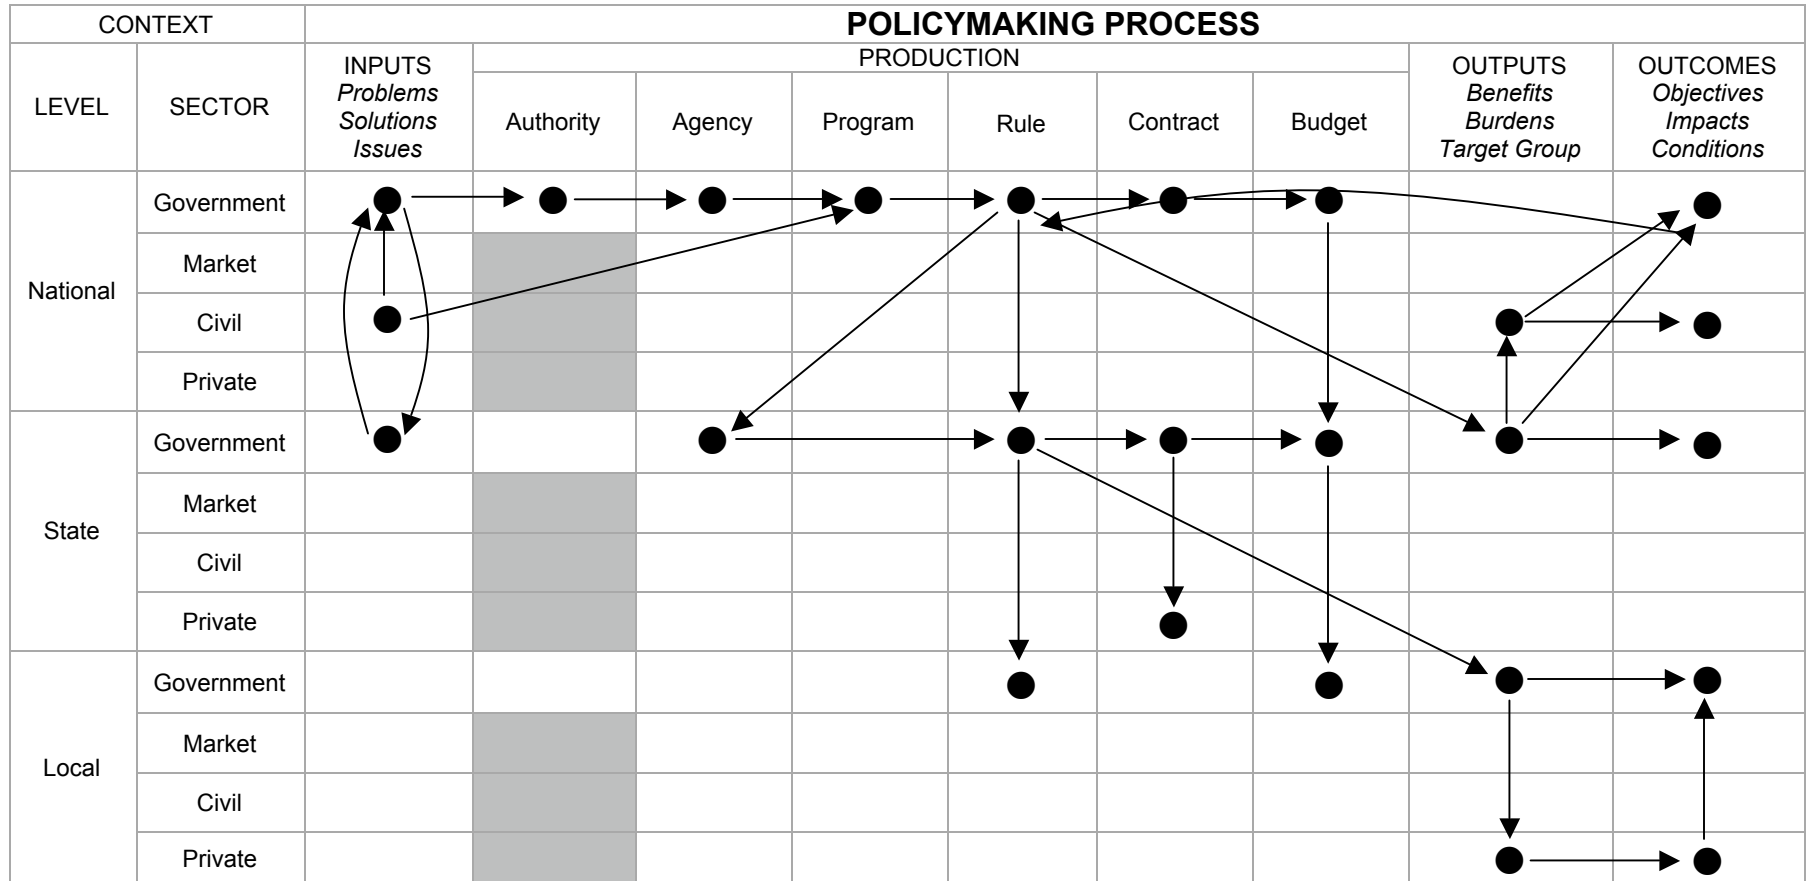 CONTEXT
POLICYMAKING PROCESS
LEVEL
SECTOR
INPUTS
Problems
Solutions
Issues
PRODUCTION
Authority
Agency
Program
Rule
Contract
Budget
OUTPUTS
Benefits
Burdens
Target Group
OUTCOMES
Objectives
Impacts
Conditions
National
Government
Market
Civil
Private
State
Government
Market
Civil
Private
Local
Government
Market
Civil
Private